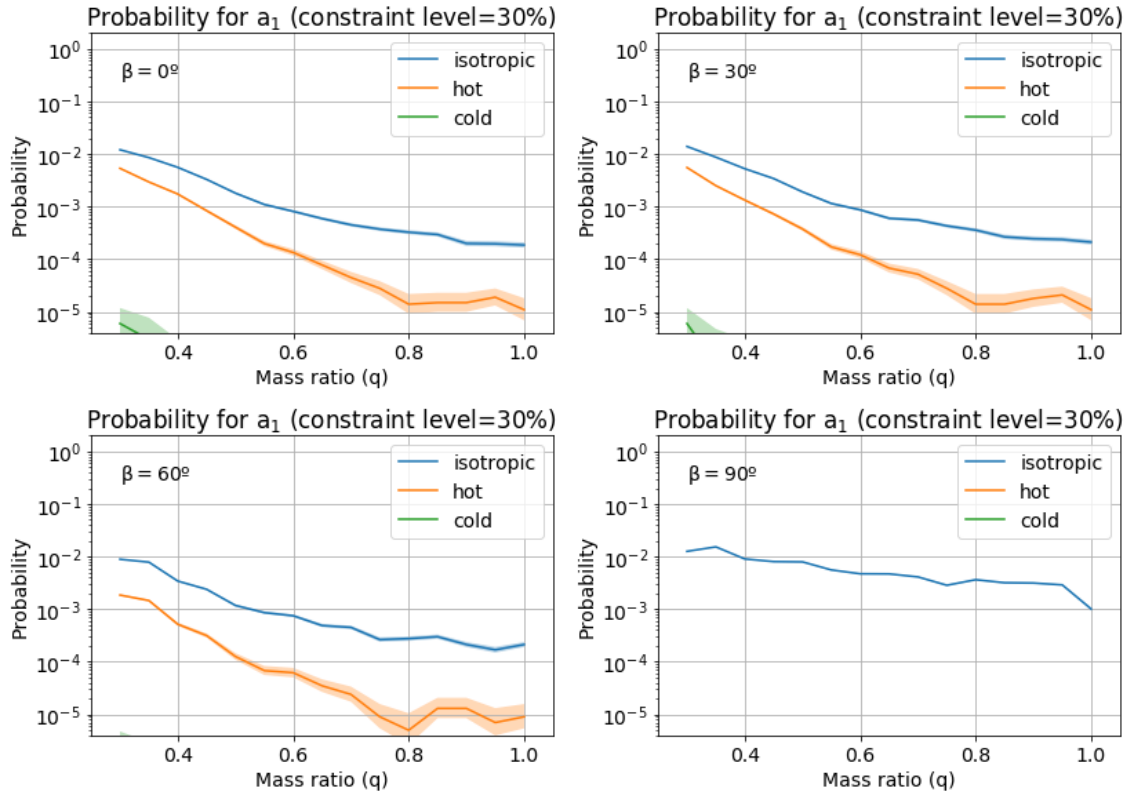 Probability for a₁ (constraint level=30%)
10⁰
10⁻¹
10⁻²
10⁻³
10⁻⁴
10⁻⁵
Probability
β = 0º
isotropic
hot
cold
0.4 0.6 0.8 1.0
Mass ratio (q)
Probability for a₁ (constraint level=30%)
10⁰
10⁻¹
10⁻²
10⁻³
10⁻⁴
10⁻⁵
Probability
β = 30º
isotropic
hot
cold
0.4 0.6 0.8 1.0
Mass ratio (q)
Probability for a₁ (constraint level=30%)
10⁰
10⁻¹
10⁻²
10⁻³
10⁻⁴
10⁻⁵
Probability
β = 60º
isotropic
hot
cold
0.4 0.6 0.8 1.0
Mass ratio (q)
Probability for a₁ (constraint level=30%)
10⁰
10⁻¹
10⁻²
10⁻³
10⁻⁴
10⁻⁵
Probability
β = 90º
isotropic
hot
cold
0.4 0.6 0.8 1.0
Mass ratio (q)